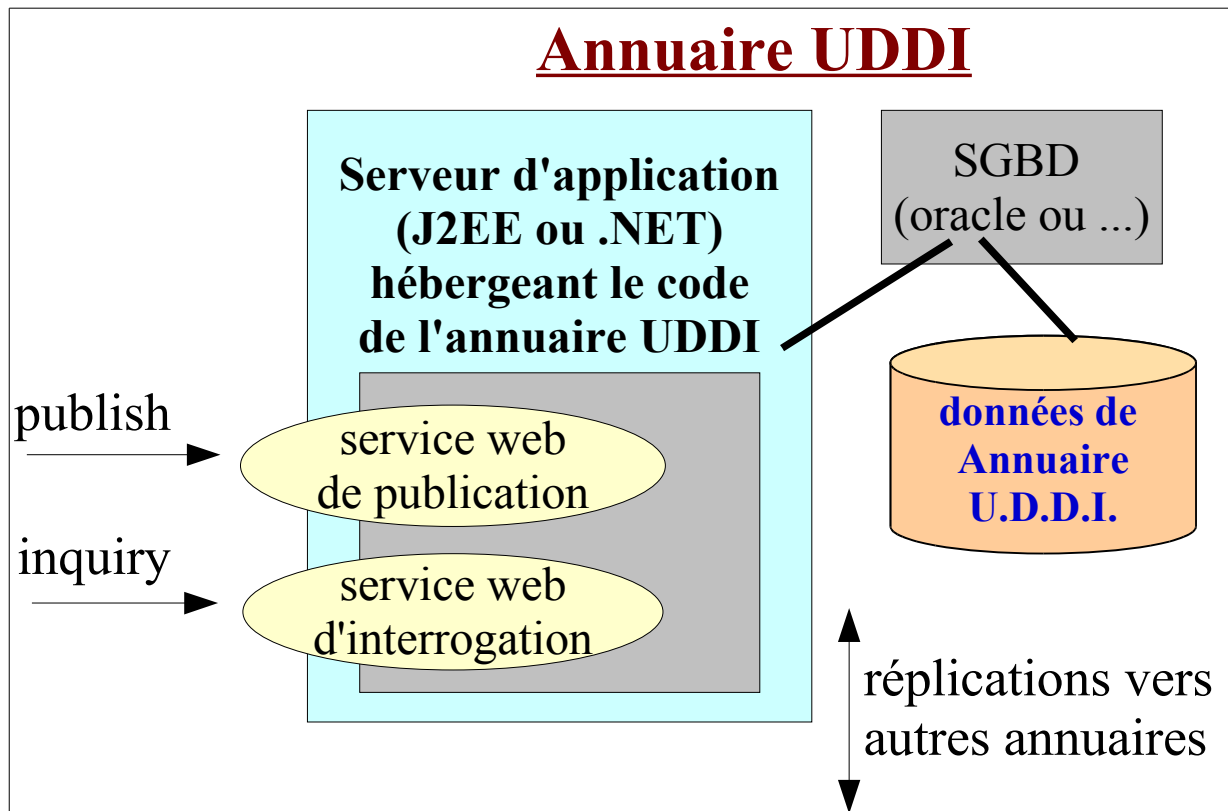 Annuaire UDDI
Serveur d'application
(J2EE ou .NET)
hébergeant le code
de l'annuaire UDDI
SGBD
(oracle ou ...)
données de
Annuaire
U.D.D.I.
publish
service web
de publication
inquiry
service web
d'interrogation
réplications vers
autres annuaires